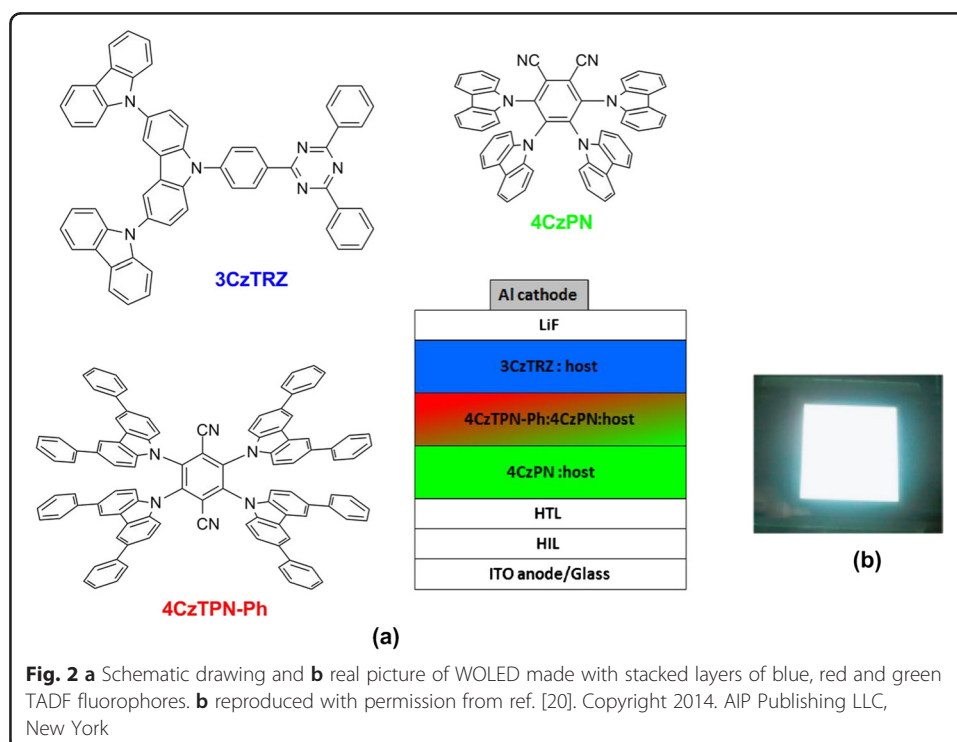 N
N
N
N
N
N
3CzTRZ
NC
CN
N
N
N
N
4CzPN
Al cathode
LiF
3CzTRZ : host
4CzTPN-Ph:4CzPN:host
4CzPN :host
HTL
HIL
ITO anode/Glass
CN
N
N
N
N
CN
4CzTPN-Ph
(a)
(b)
Fig. 2 a Schematic drawing and b real picture of WOLED made with stacked layers of blue, red and green
TADF fluorophores. b reproduced with permission from ref. [20]. Copyright 2014. AIP Publishing LLC,
New York